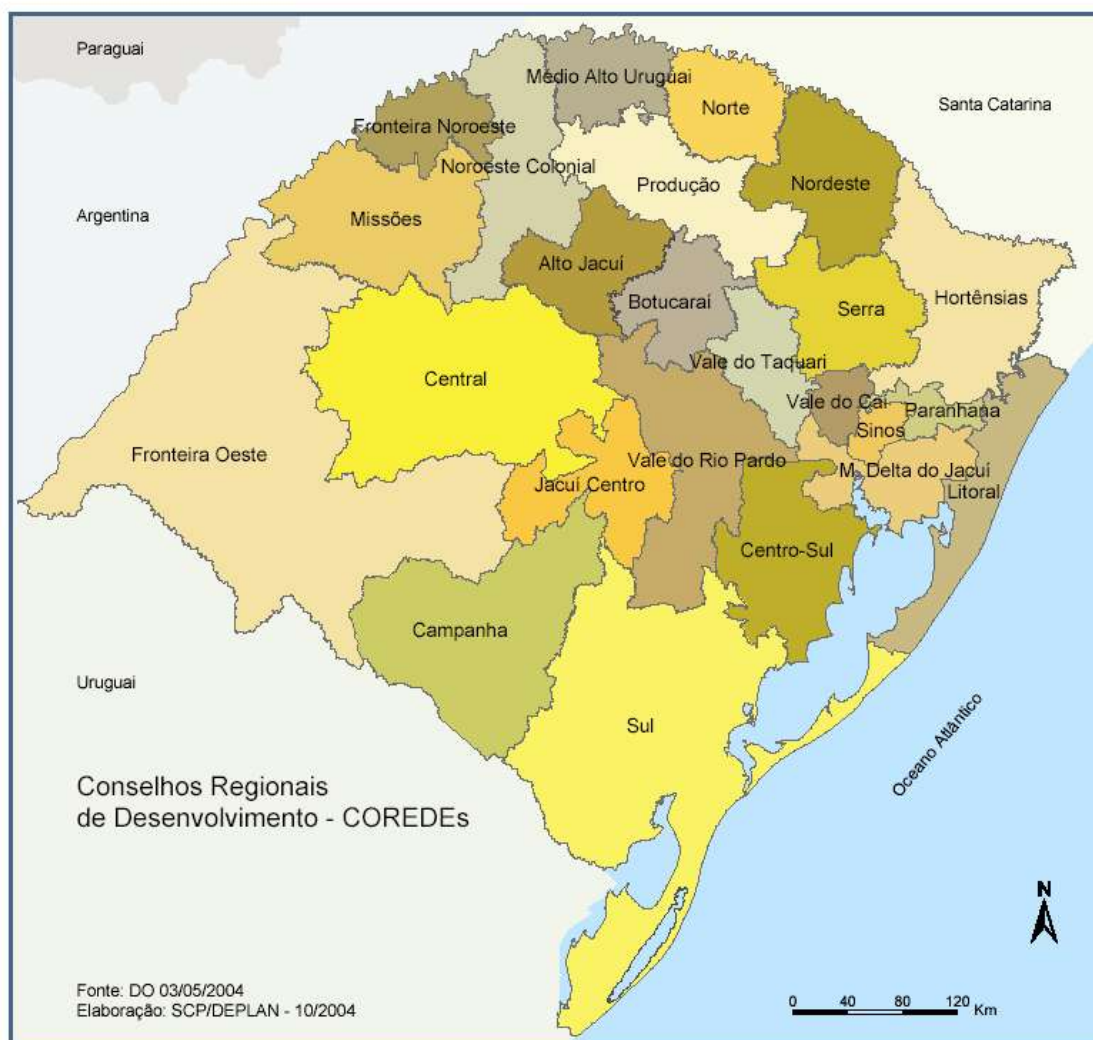 Paraguai
Médio Alto Uruguai
Norte
Santa Catarina
Fronteira Noroeste
Noroeste Colonial
Produção
Nordeste
Argentina
Missões
Alto Jacuí
Botucaraí
Serra
Hortênsias
Central
Vale do Taquari
Vale do Cai
Paranhana
Sinos
Fronteira Oeste
Jacuí Centro
Vale do Rio Pardo
M. Delta do Jacuí
Litoral
Centro-Sul
Campanha
Uruguai
Sul
Oceano Atlântico
Conselhos Regionais
de Desenvolvimento - COREDEs
N
Fonte: DO 03/05/2004
Elaboração: SCP/DEPLAN - 10/2004
0 40 80 120 Km